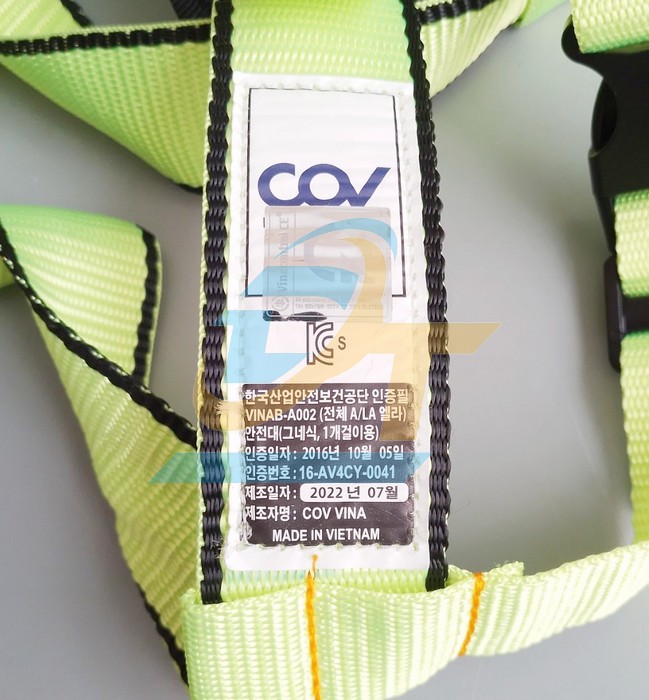 COV
KC s
한국산업안전보건공단 인증필
VINAB-A002 (전체 A/LA 엘라)
안전대(그네식, 1개걸이용)
인증일자 : 2016년 10월 05일
인증번호 : 16-AV4CY-0041
제조일자 : 2022 년 07월
제조자명 : COV VINA
MADE IN VIETNAM